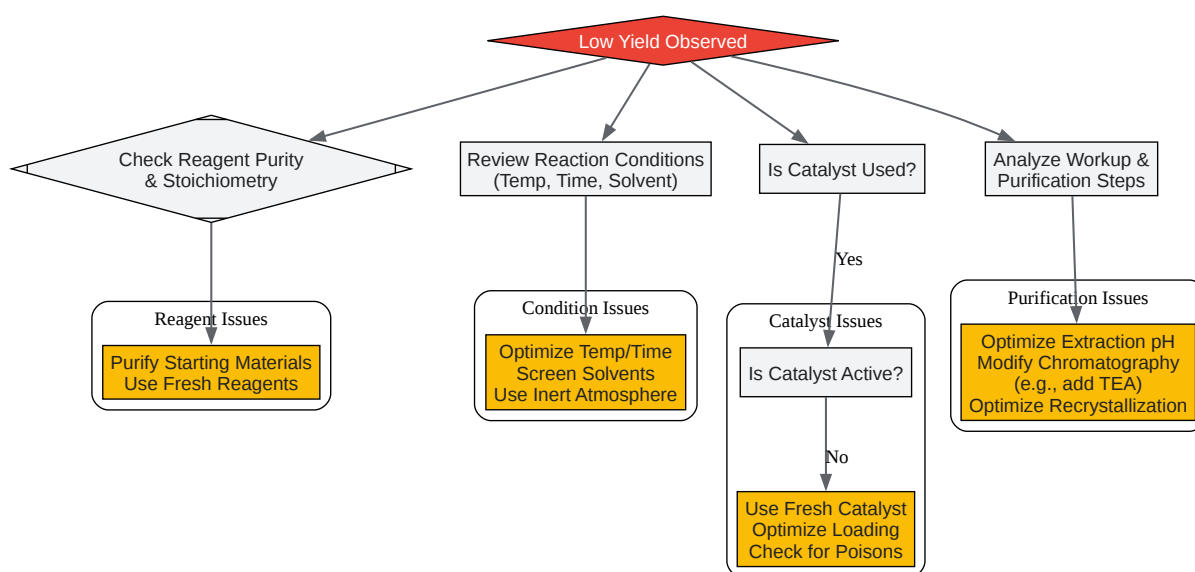 Low Yield Observed
Check Reagent Purity
& Stoichiometry
Review Reaction Conditions
(Temp, Time, Solvent)
Is Catalyst Used?
Analyze Workup &
Purification Steps
Yes
Reagent Issues
Purify Starting Materials
Use Fresh Reagents
Condition Issues
Optimize Temp/Time
Screen Solvents
Use Inert Atmosphere
Catalyst Issues
Is Catalyst Active?
No
Use Fresh Catalyst
Optimize Loading
Check for Poisons
Purification Issues
Optimize Extraction pH
Modify Chromatography
(e.g., add TEA)
Optimize Recrystallization